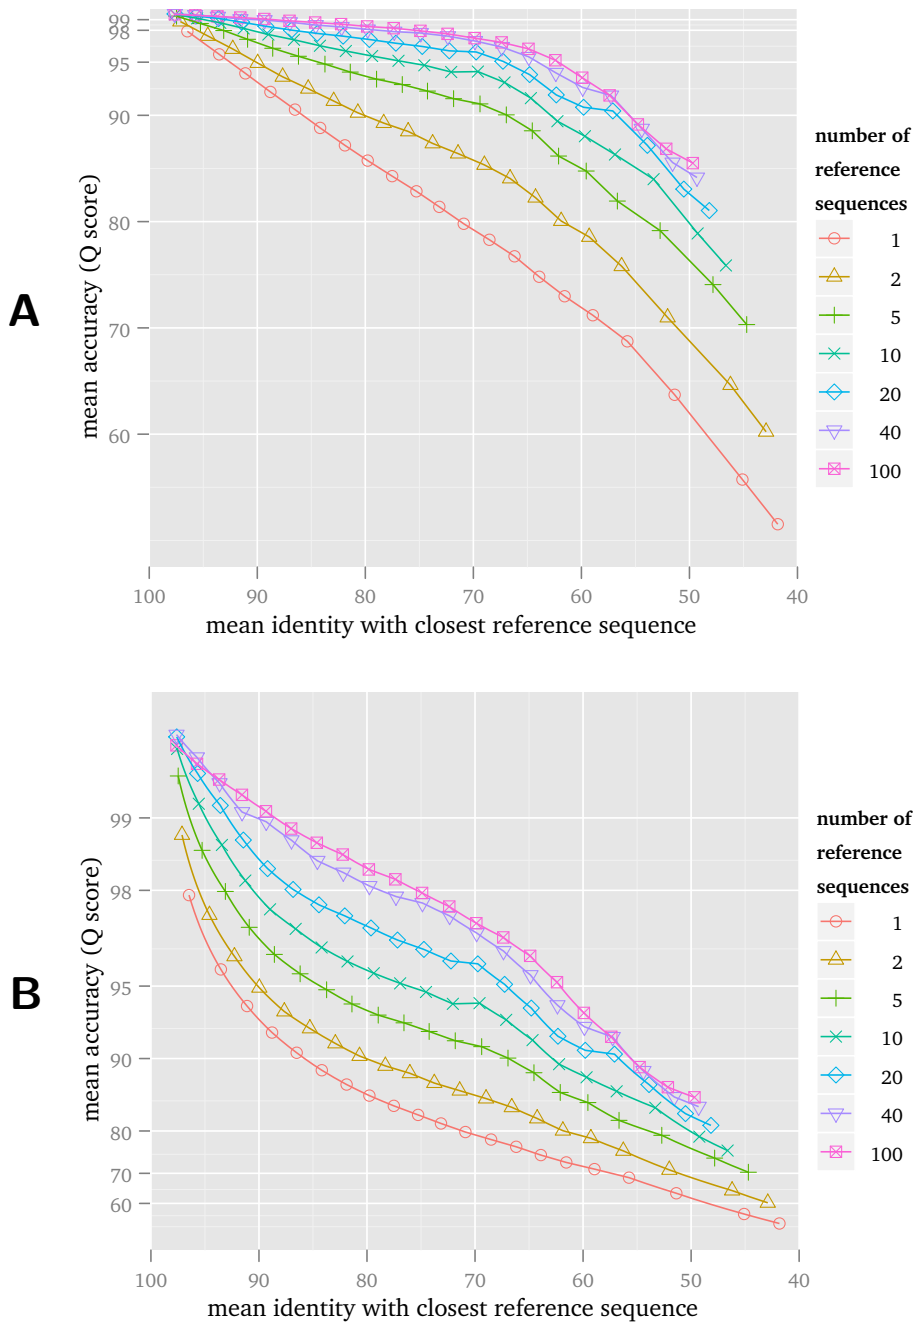 A
mean accuracy (Q score)
99
98
95
90
80
70
60
100 90 80 70 60 50 40
mean identity with closest reference sequence
number of
reference
sequences
1
2
5
10
20
40
100
B
mean accuracy (Q score)
99
98
95
90
80
70
60
100 90 80 70 60 50 40
mean identity with closest reference sequence
number of
reference
sequences
1
2
5
10
20
40
100